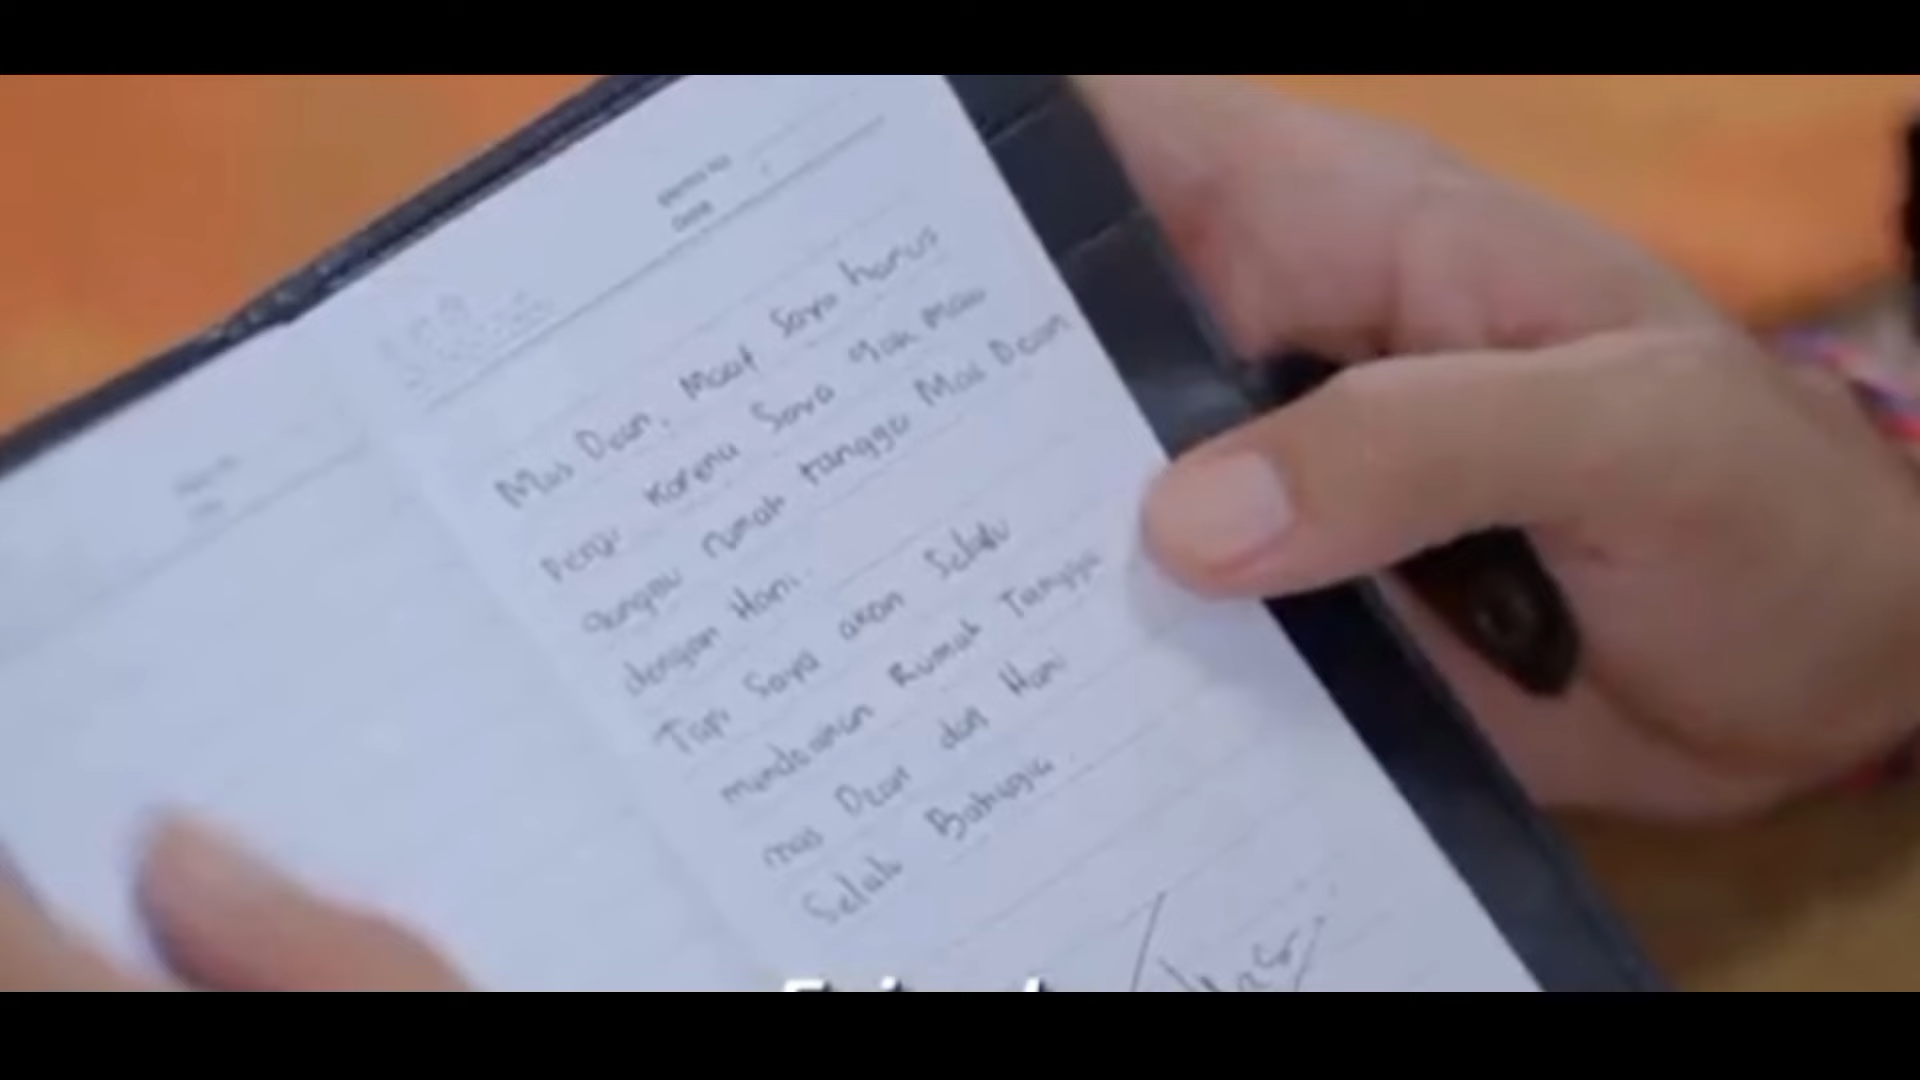 Mas Dean, Maaf Saya harus
Pergi Karena Saya gak mau
ganggu rumah tangga Mas Dean
dengan Hani.
Tapi Saya akan Selalu
mendoakan Rumah Tangga
mas Dean dan Hani
Selalu Bahagia.